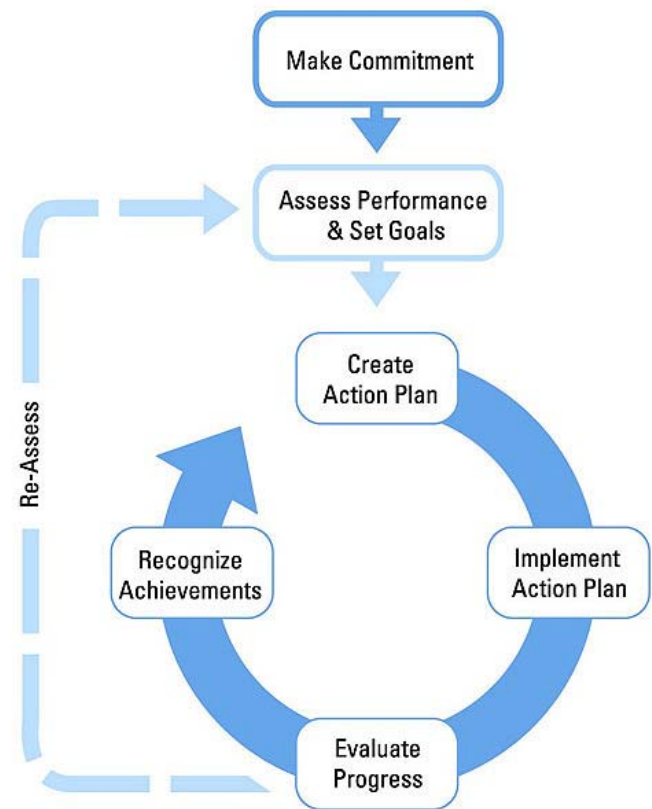 Make Commitment
Assess Performance
& Set Goals
Create
Action Plan
Re-Assess
Recognize
Achievements
Implement
Action Plan
Evaluate
Progress